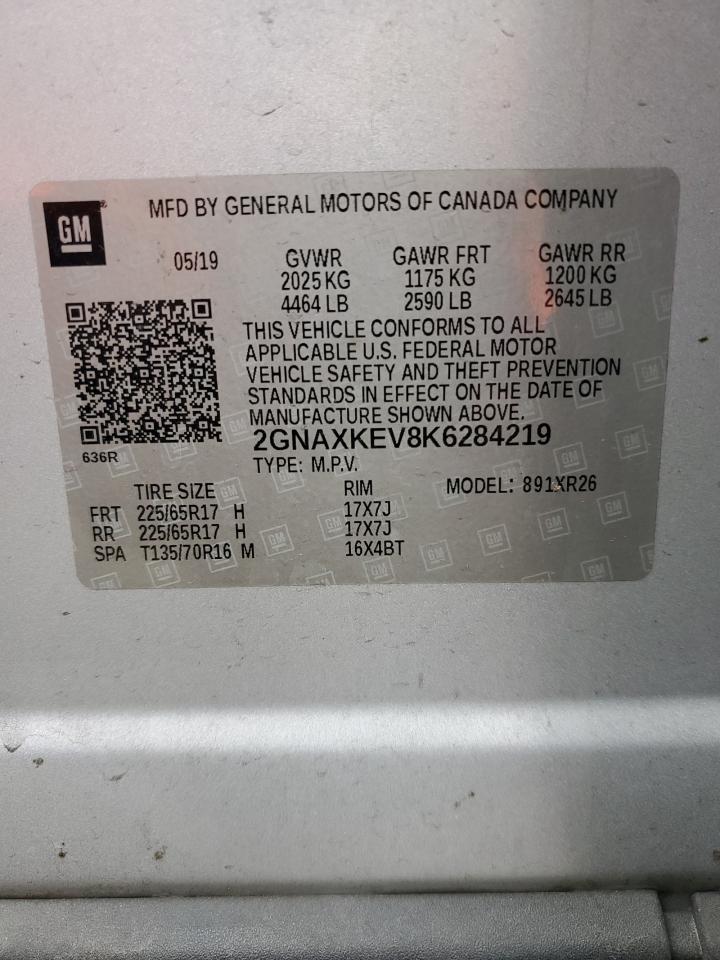 GM
MFD BY GENERAL MOTORS OF CANADA COMPANY
05/19 GVWR GAWR FRT GAWR RR
2025 KG 1175 KG 1200 KG
4464 LB 2590 LB 2645 LB
THIS VEHICLE CONFORMS TO ALL
APPLICABLE U.S. FEDERAL MOTOR
VEHICLE SAFETY AND THEFT PREVENTION
STANDARDS IN EFFECT ON THE DATE OF
MANUFACTURE SHOWN ABOVE.
2GNAXKEV8K6284219
636R
TYPE: M.P.V.
TIRE SIZE RIM MODEL: 891XR26
FRT 225/65R17 H 17X7J
RR 225/65R17 H 17X7J
SPA T135/70R16 M 16X4BT